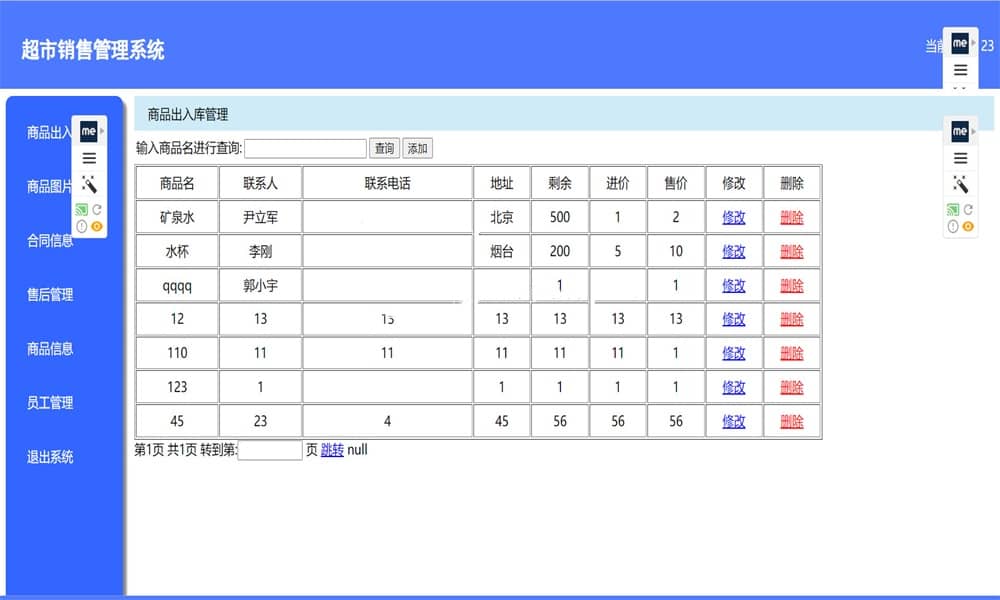 超市销售管理系统
当前 23
me
me
me
商品出入
商品图片
合同信息
售后管理
商品信息
员工管理
退出系统
商品出入库管理
输入商品名进行查询: 查询 添加
商品名 联系人 联系电话 地址 剩余 进价 售价 修改 删除
矿泉水 尹立军 北京 500 1 2 修改 删除
水杯 李刚 烟台 200 5 10 修改 删除
qqqq 郭小宇 1 1 修改 删除
12 13 13 13 13 13 修改 删除
110 11 11 11 11 11 1 修改 删除
123 1 1 1 1 1 修改 删除
45 23 4 45 56 56 56 修改 删除
第1页 共1页 转到第: 页 跳转 null